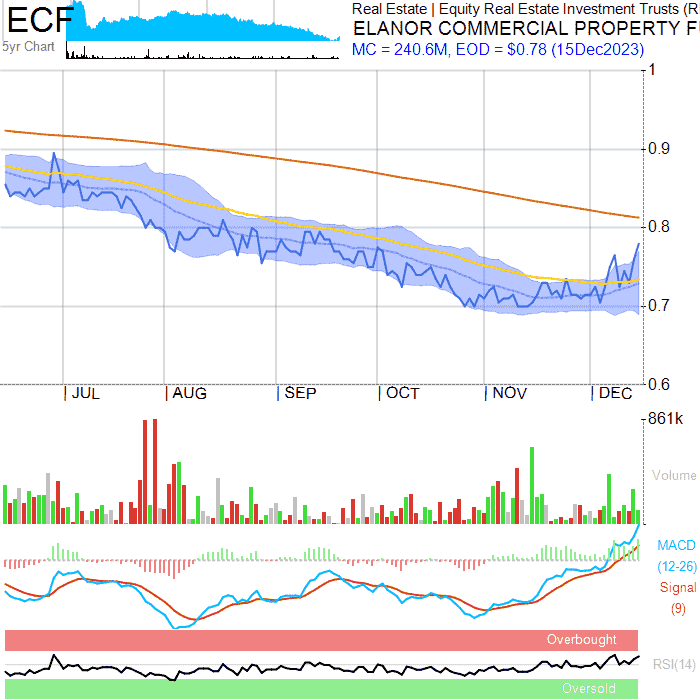 ECF
5yr Chart
Real Estate | Equity Real Estate Investment Trusts (R
ELANOR COMMERCIAL PROPERTY F
MC = 240.6M, EOD = $0.78 (15Dec2023)
1
0.9
0.8
0.7
0.6
JUL AUG SEP OCT NOV DEC
861k
Volume
MACD
(12-26)
Signal
(9)
Overbought
RSI(14)
Oversold